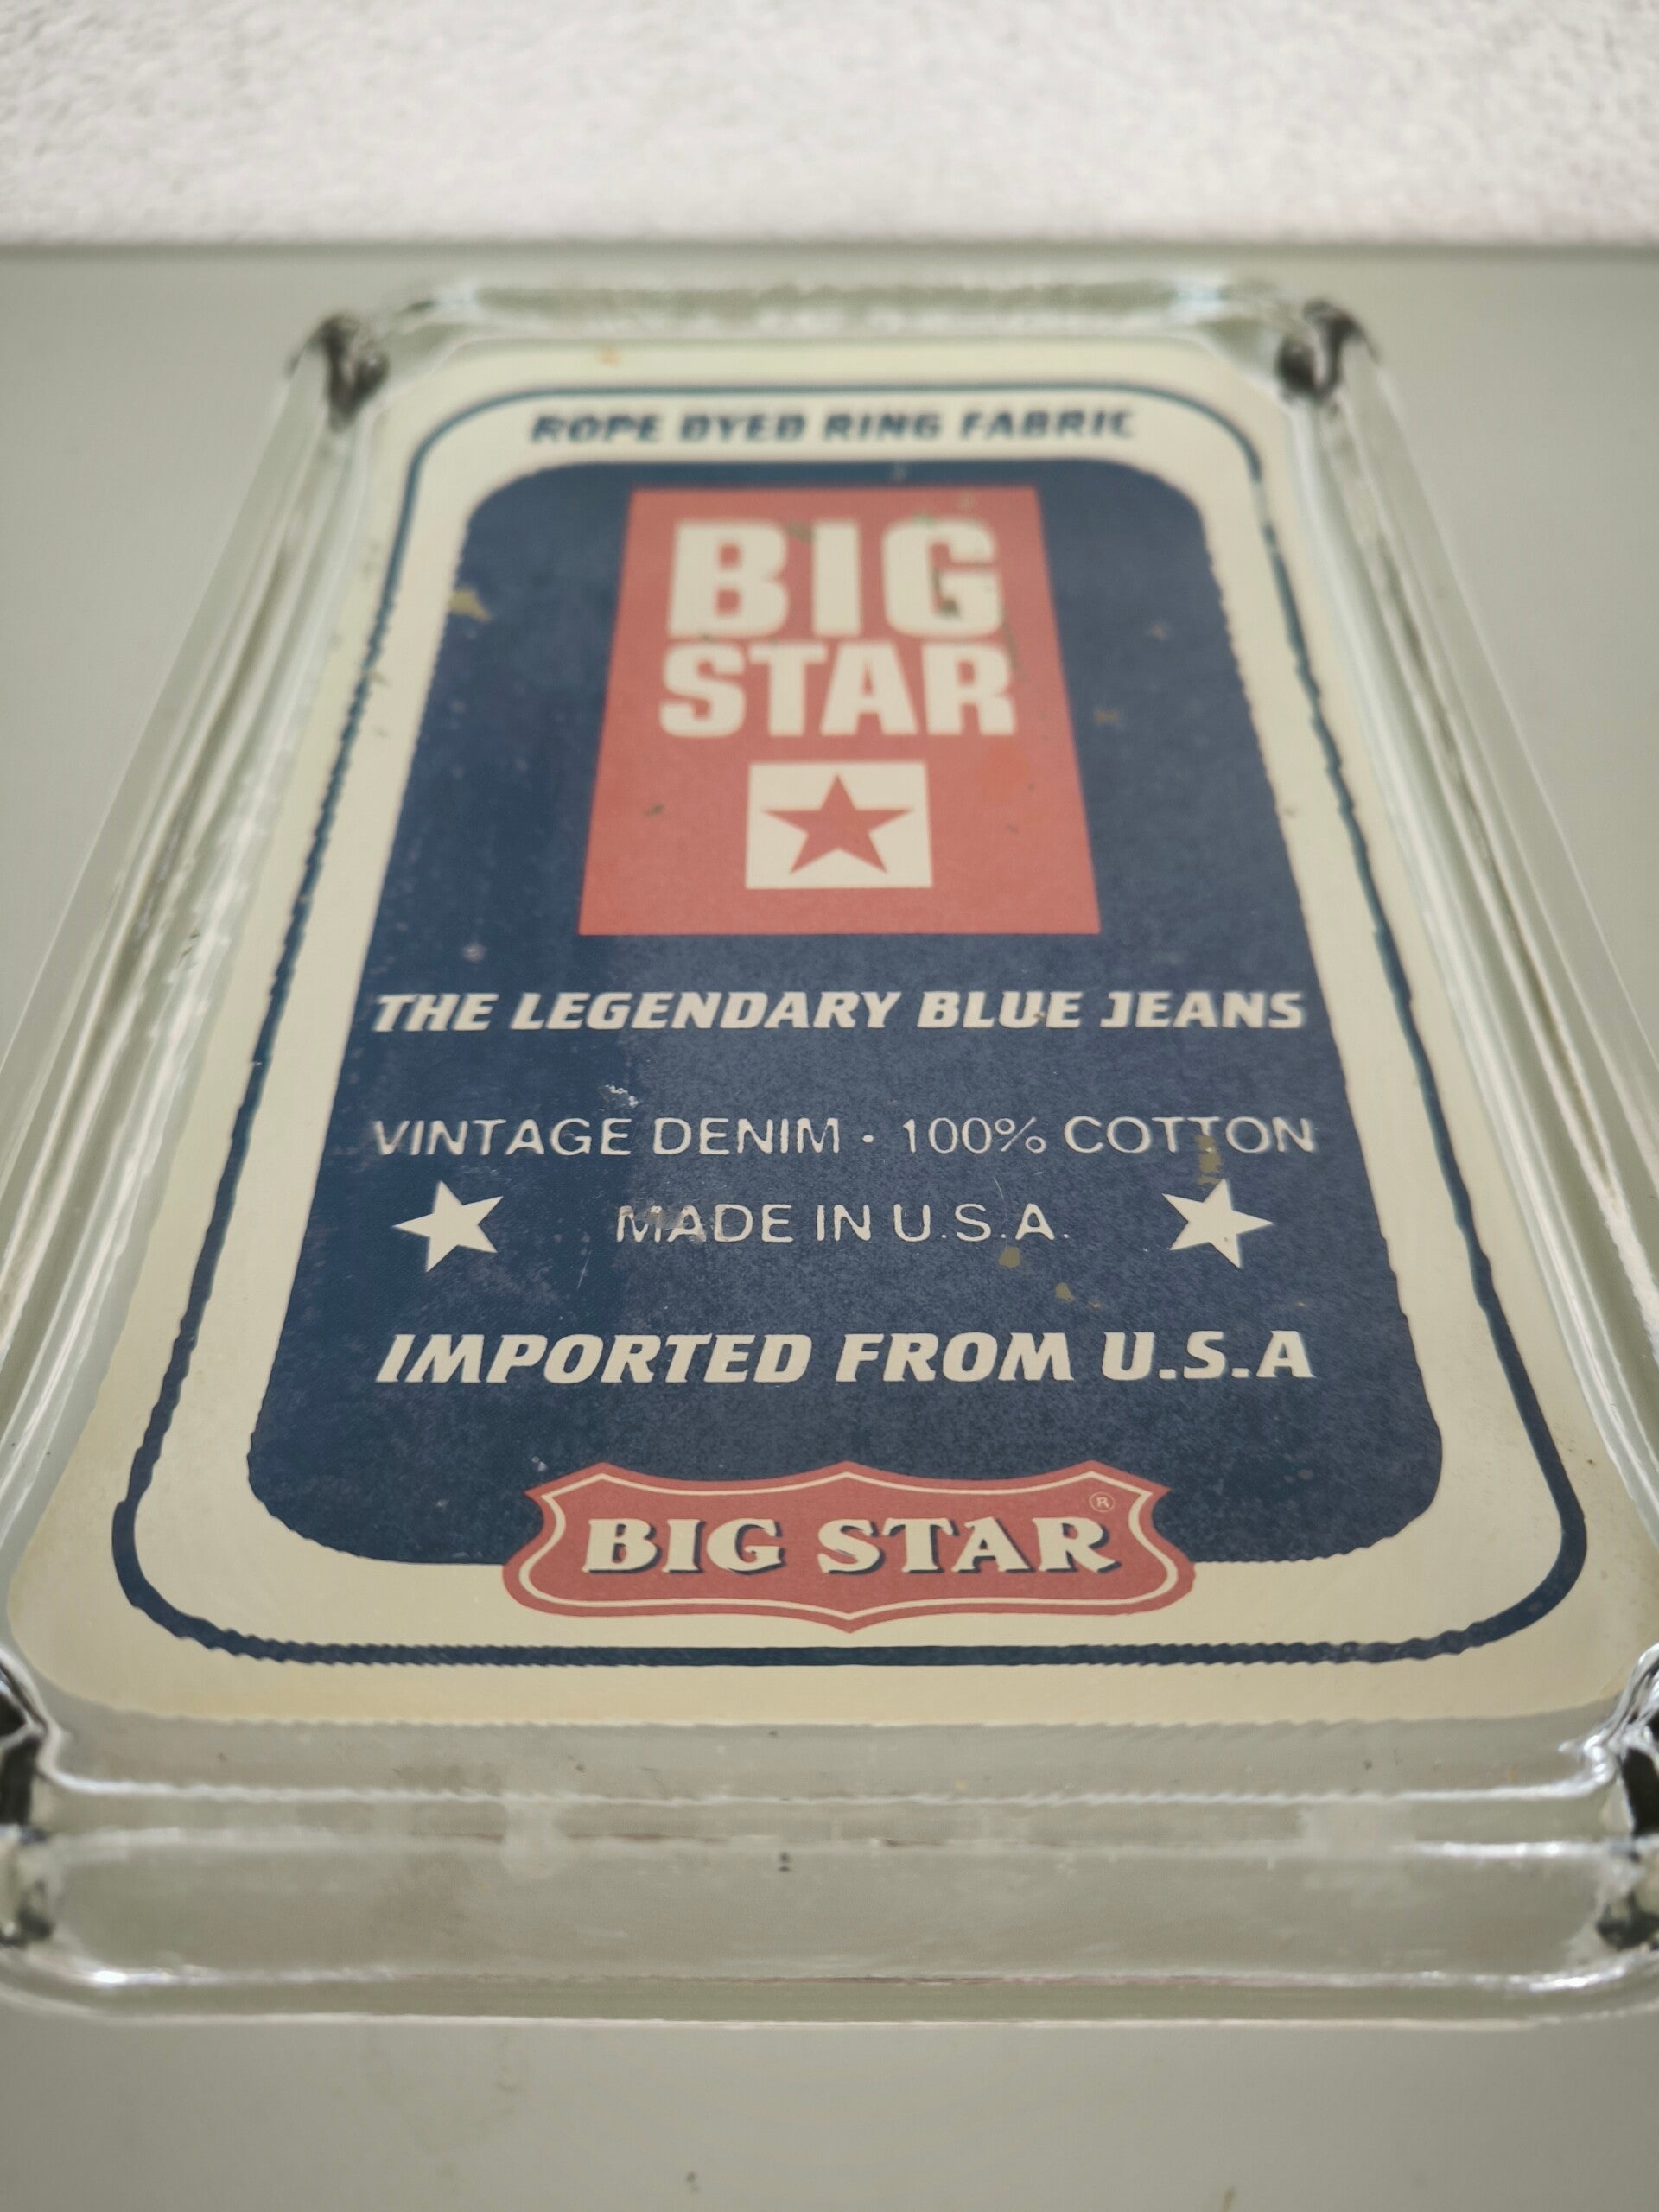 ROPE DYED RING FABRIC
BIG
STAR
THE LEGENDARY BLUE JEANS
VINTAGE DENIM · 100% COTTON
MADE IN U.S.A.
IMPORTED FROM U.S.A
BIG STAR ®